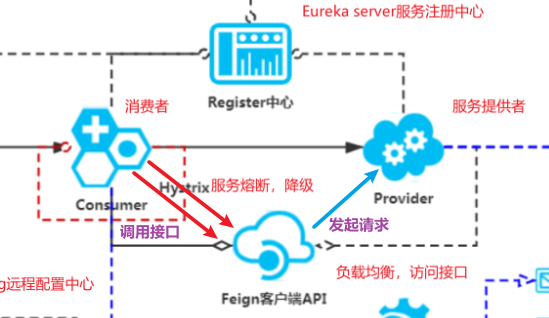 Eureka server服务注册中心
Register中心
消费者
服务提供者
Hystrix
服务熔断，降级
Consumer
Provider
调用接口
发起请求
负载均衡，访问接口
g远程配置中心
Feign客户端API